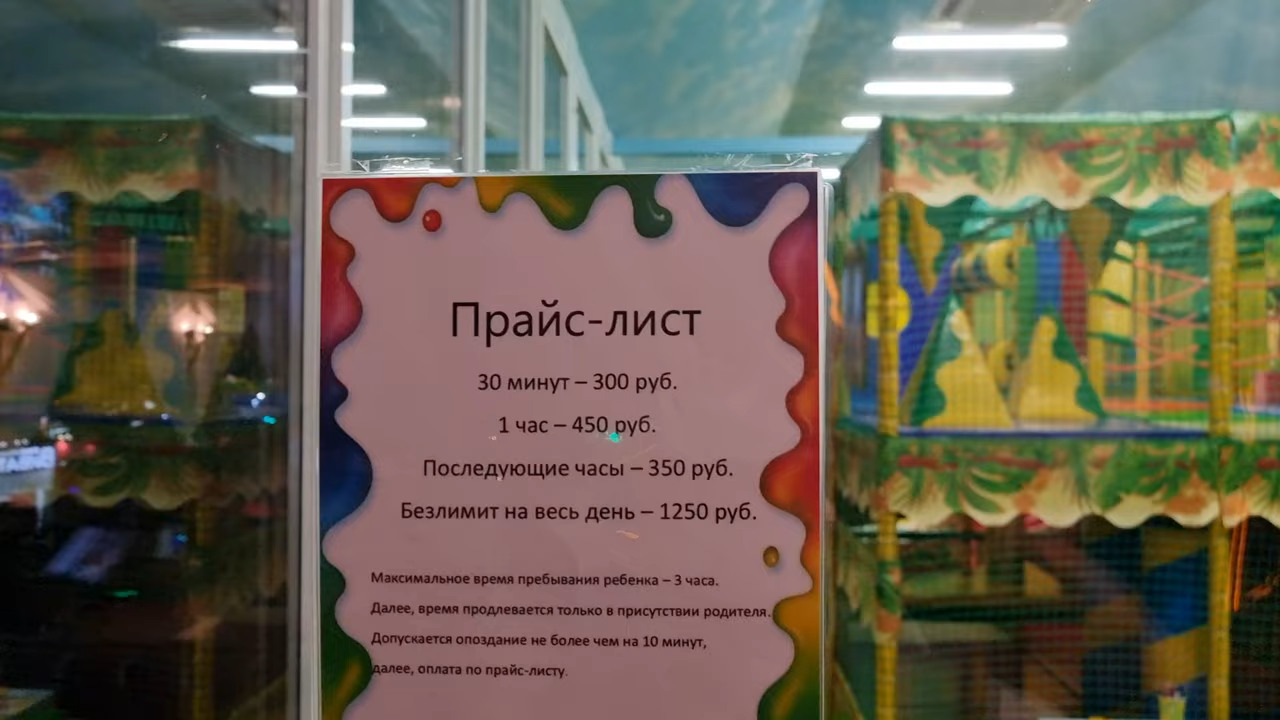 Прайс-лист
30 минут – 300 руб.
1 час – 450 руб.
Последующие часы – 350 руб.
Безлимит на весь день – 1250 руб.
Максимальное время пребывания ребенка – 3 часа.
Далее, время продлевается только в присутствии родителя.
Допускается опоздание не более чем на 10 минут,
далее, оплата по прайс-листу.